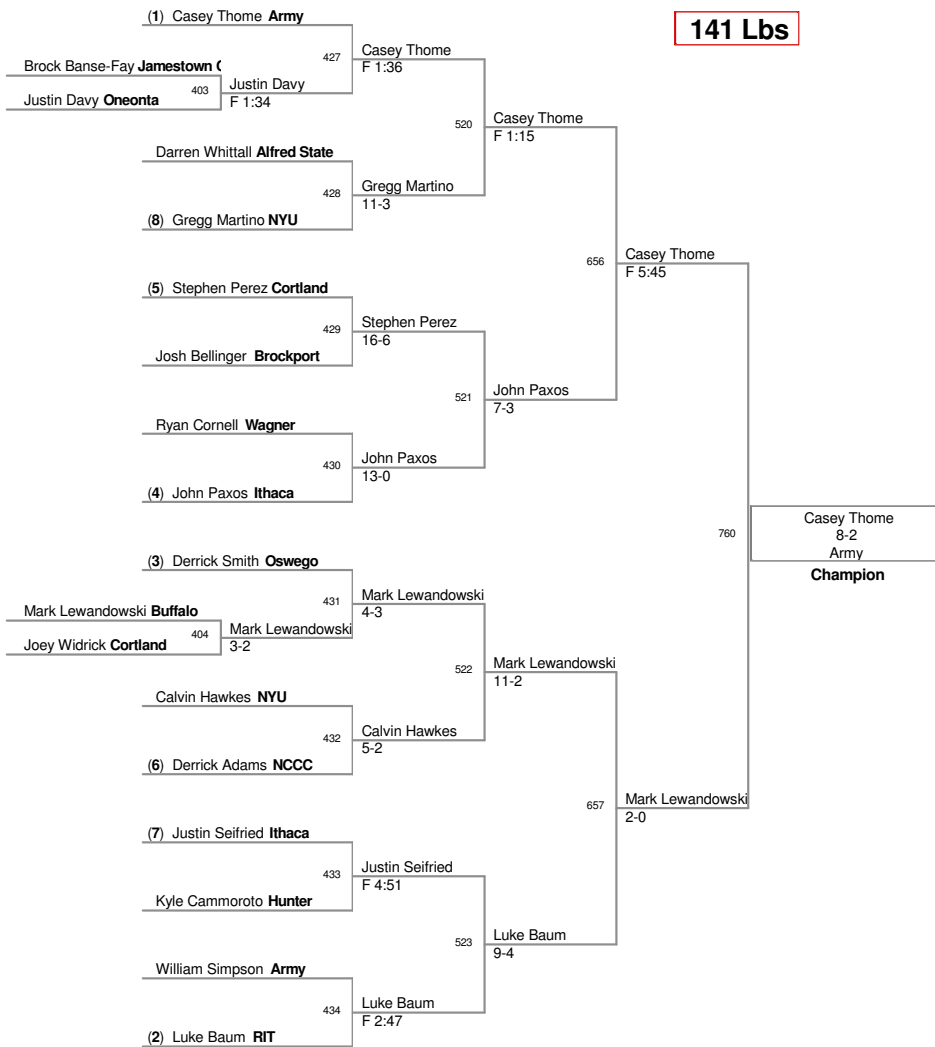 141 Lbs
(1) Casey Thome Army
427
Casey Thome
F 1:36
Brock Banse-Fay Jamestown C
403
Justin Davy
F 1:34
Justin Davy Oneonta
520
Casey Thome
F 1:15
Darren Whittall Alfred State
428
Gregg Martino
11-3
(8) Gregg Martino NYU
656
Casey Thome
F 5:45
(5) Stephen Perez Cortland
429
Stephen Perez
16-6
Josh Bellinger Brockport
521
John Paxos
7-3
Ryan Cornell Wagner
430
John Paxos
13-0
(4) John Paxos Ithaca
760
Casey Thome
8-2
Army
Champion
(3) Derrick Smith Oswego
431
Mark Lewandowski
4-3
Mark Lewandowski Buffalo
404
Mark Lewandowski
3-2
Joey Widrick Cortland
522
Mark Lewandowski
11-2
Calvin Hawkes NYU
432
Calvin Hawkes
5-2
(6) Derrick Adams NCCC
657
Mark Lewandowski
2-0
(7) Justin Seifried Ithaca
433
Justin Seifried
F 4:51
Kyle Cammoroto Hunter
523
Luke Baum
9-4
William Simpson Army
434
Luke Baum
F 2:47
(2) Luke Baum RIT